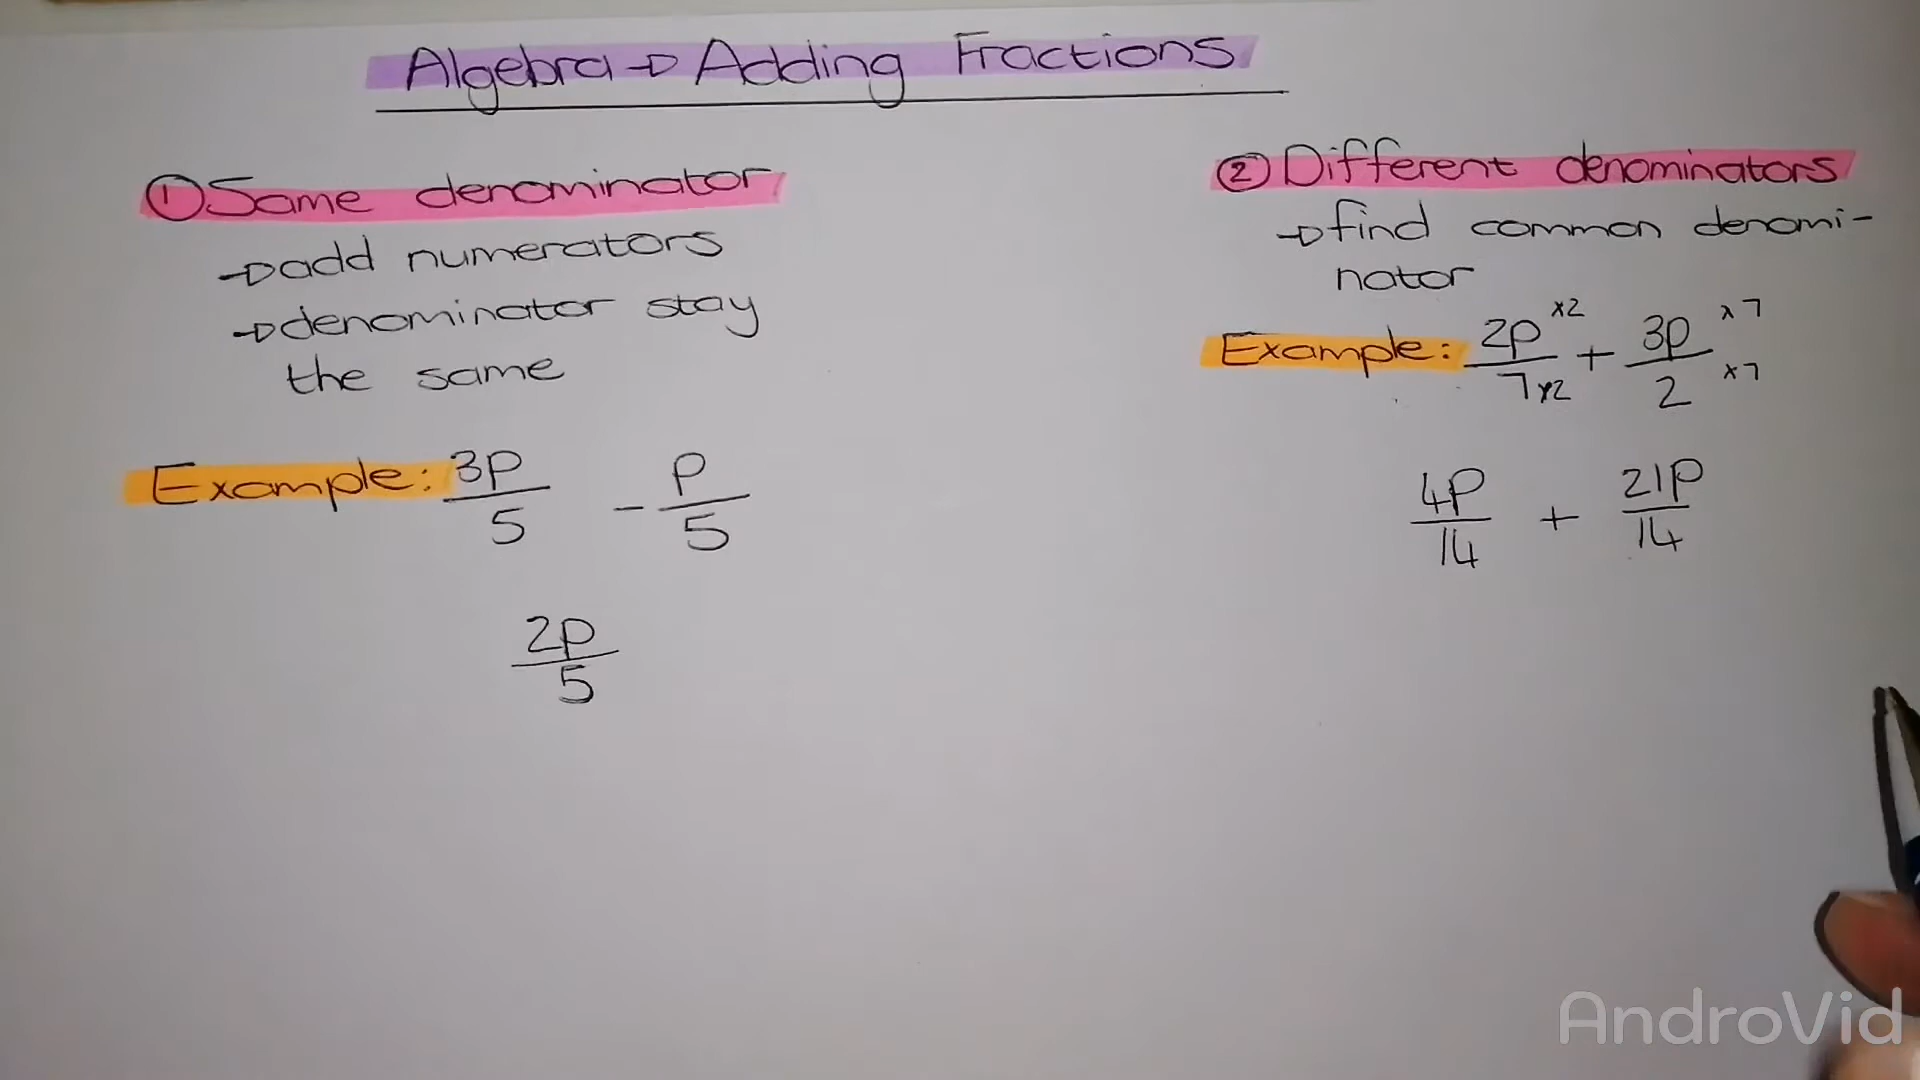 Algebra → Adding Fractions
① Same denominator
→ add numerators
→ denominator stay
the same
Example: 3p/5 - p/5
2p/5
② Different denominators
→ find common denomi-
nator
Example: 2p ×2 / 7 ×2 + 3p ×7 / 2 ×7
4p/14 + 21p/14
AndroVid